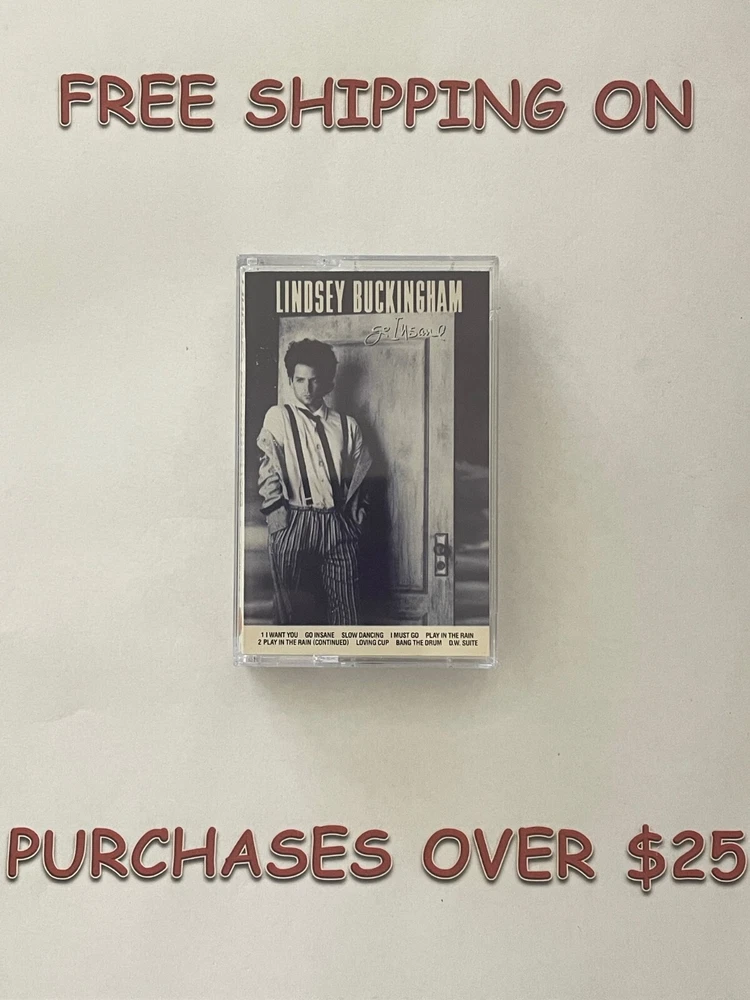 FREE SHIPPING ON
LINDSEY BUCKINGHAM
go Insane
1 I WANT YOU GO INSANE SLOW DANCING I MUST GO PLAY IN THE RAIN
2 PLAY IN THE RAIN (CONTINUED) LOVING CUP BANG THE DRUM D.W. SUITE
PURCHASES OVER $25